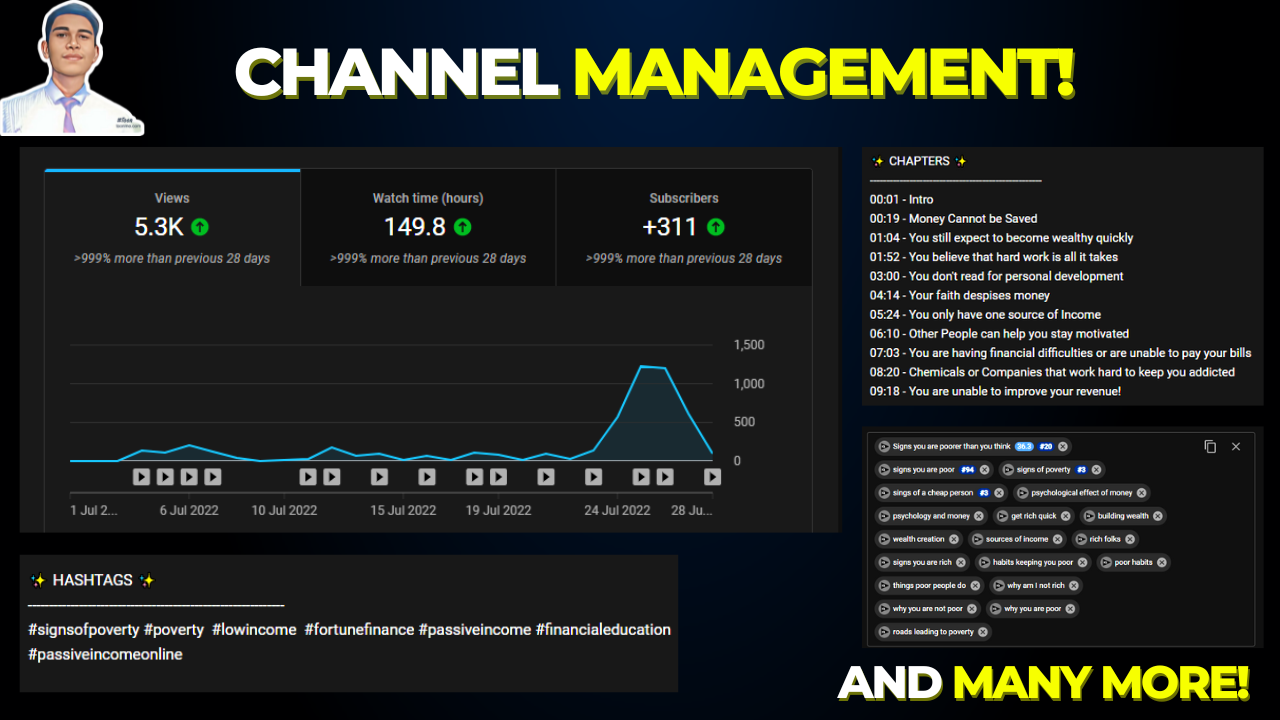 CHANNEL MANAGEMENT!
Views
5.3K
>999% more than previous 28 days
Watch time (hours)
149.8
>999% more than previous 28 days
Subscribers
+311
>999% more than previous 28 days
1,500
1,000
500
0
1 Jul 2... 6 Jul 2022 10 Jul 2022 15 Jul 2022 19 Jul 2022 24 Jul 2022 28 Ju...
✨ HASHTAGS ✨
#signsofpoverty #poverty #lowincome #fortunefinance #passiveincome #financialeducation
#passiveincomeonline
✨ CHAPTERS ✨
00:01 - Intro
00:19 - Money Cannot be Saved
01:04 - You still expect to become wealthy quickly
01:52 - You believe that hard work is all it takes
03:00 - You don't read for personal development
04:14 - Your faith despises money
05:24 - You only have one source of Income
06:10 - Other People can help you stay motivated
07:03 - You are having financial difficulties or are unable to pay your bills
08:20 - Chemicals or Companies that work hard to keep you addicted
09:18 - You are unable to improve your revenue!
Signs you are poorer than you think 36.3 #20
signs you are poor #94 signs of poverty #3
sings of a cheap person #3 psychological effect of money
psychology and money get rich quick building wealth
wealth creation sources of income rich folks
signs you are rich habits keeping you poor poor habits
things poor people do why am I not rich
why you are not poor why you are poor
roads leading to poverty
AND MANY MORE!